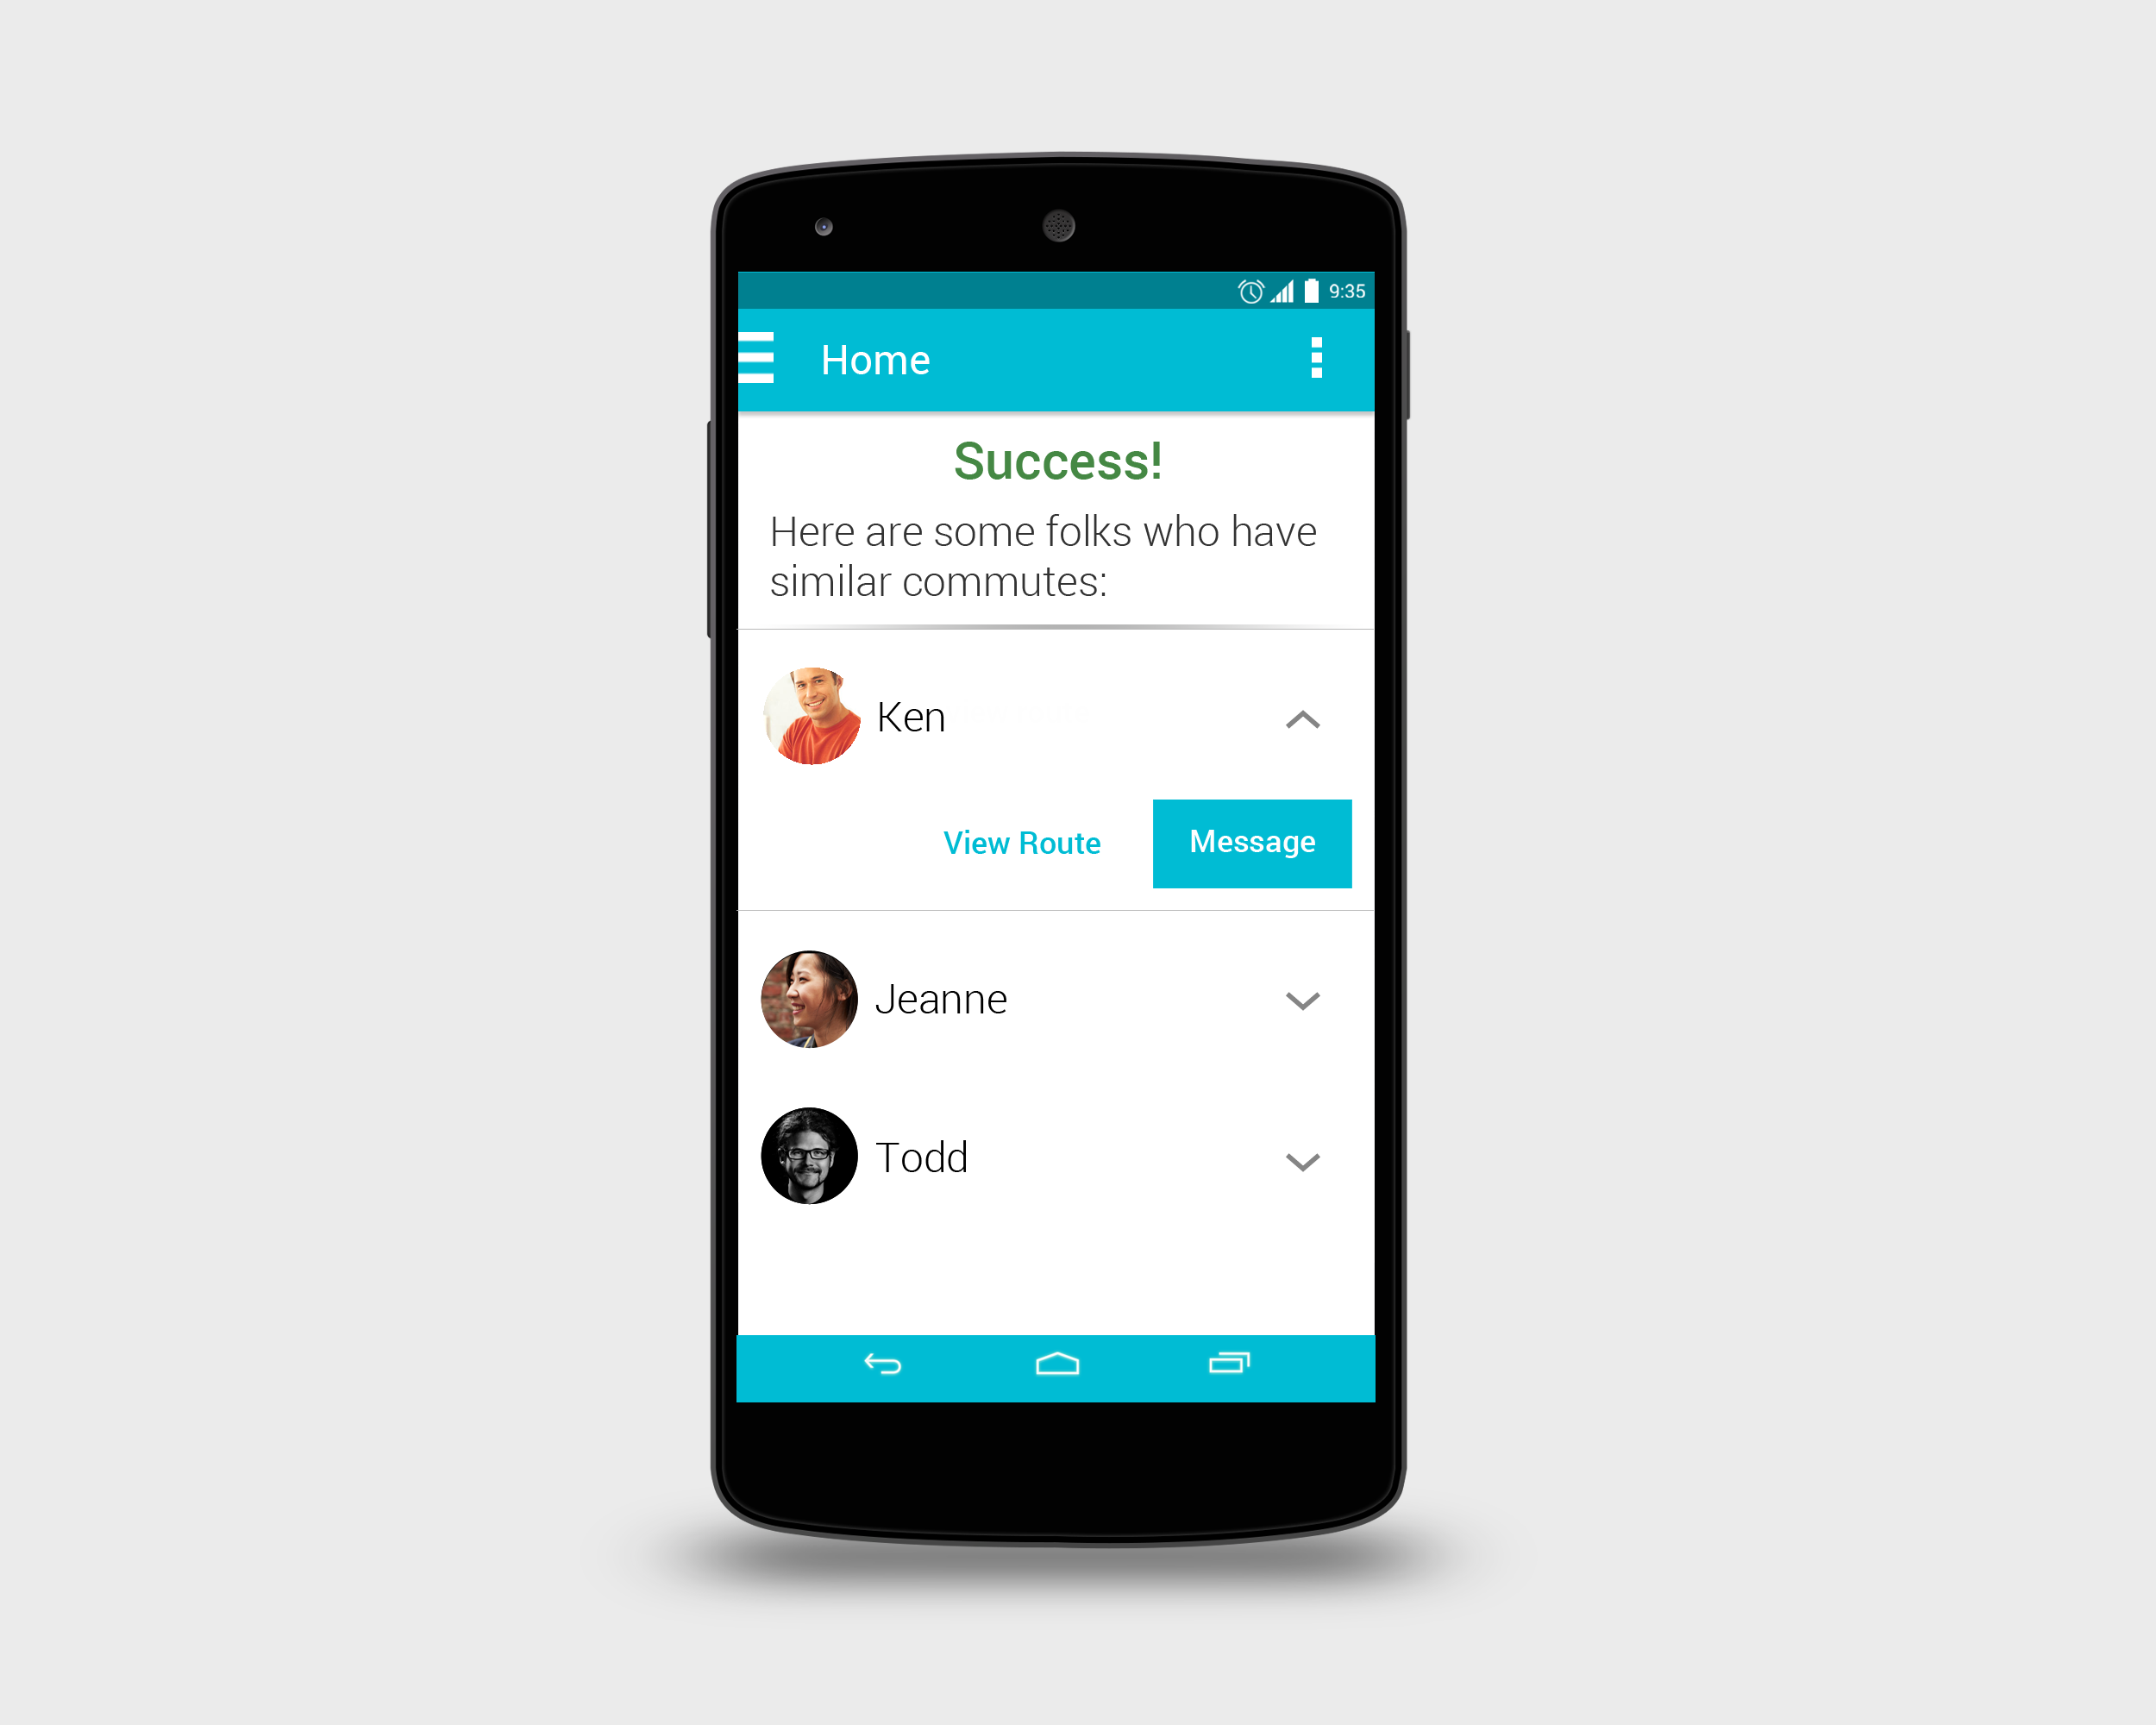 9:35
Home
Success!
Here are some folks who have
similar commutes:
Ken
View Route
Message
Jeanne
Todd